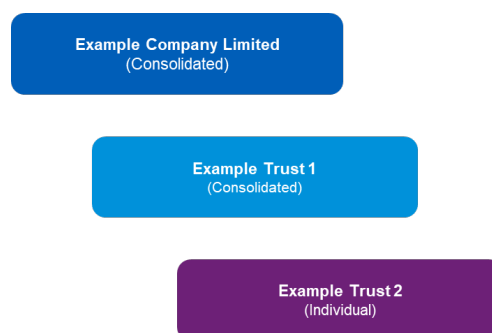 Example Company Limited
(Consolidated)
Example Trust 1
(Consolidated)
Example Trust 2
(Individual)